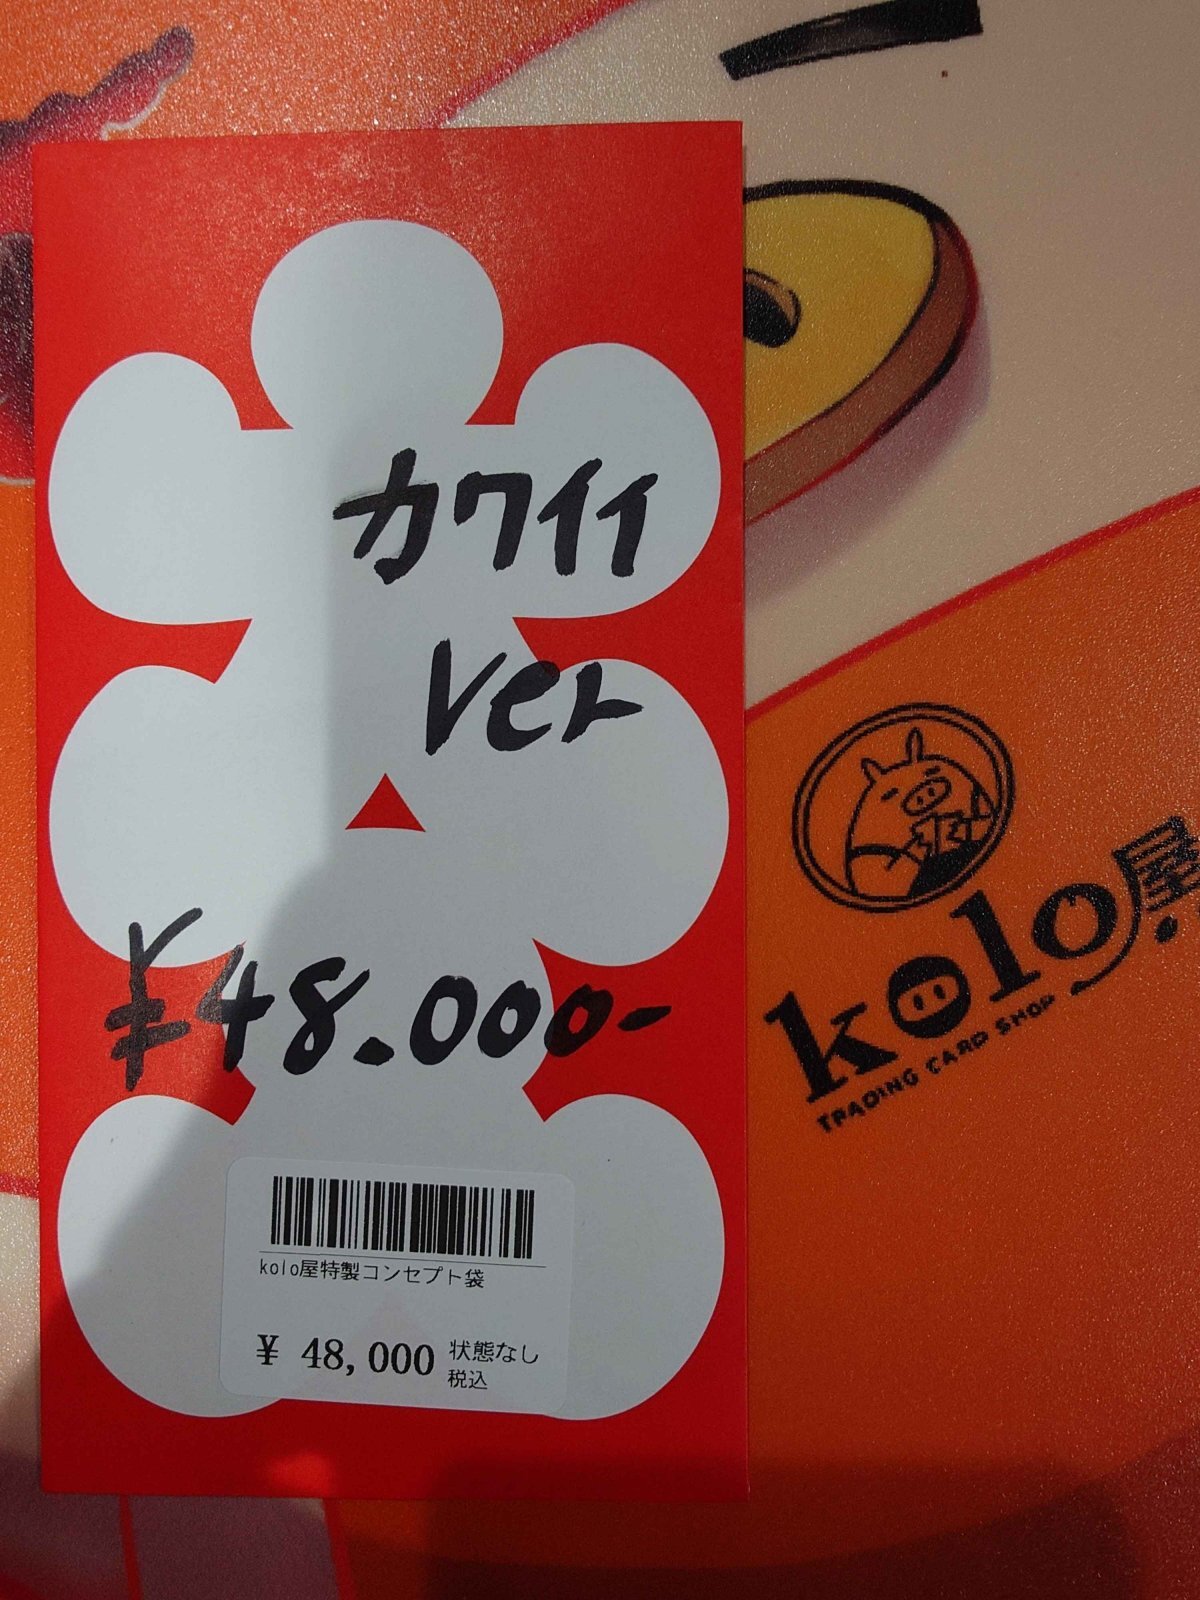 カワイイ
ver
¥48.000-
kolo屋特製コンセプト袋
¥ 48,000
状態なし
税込
kolo屋
TRADING CARD SHOP